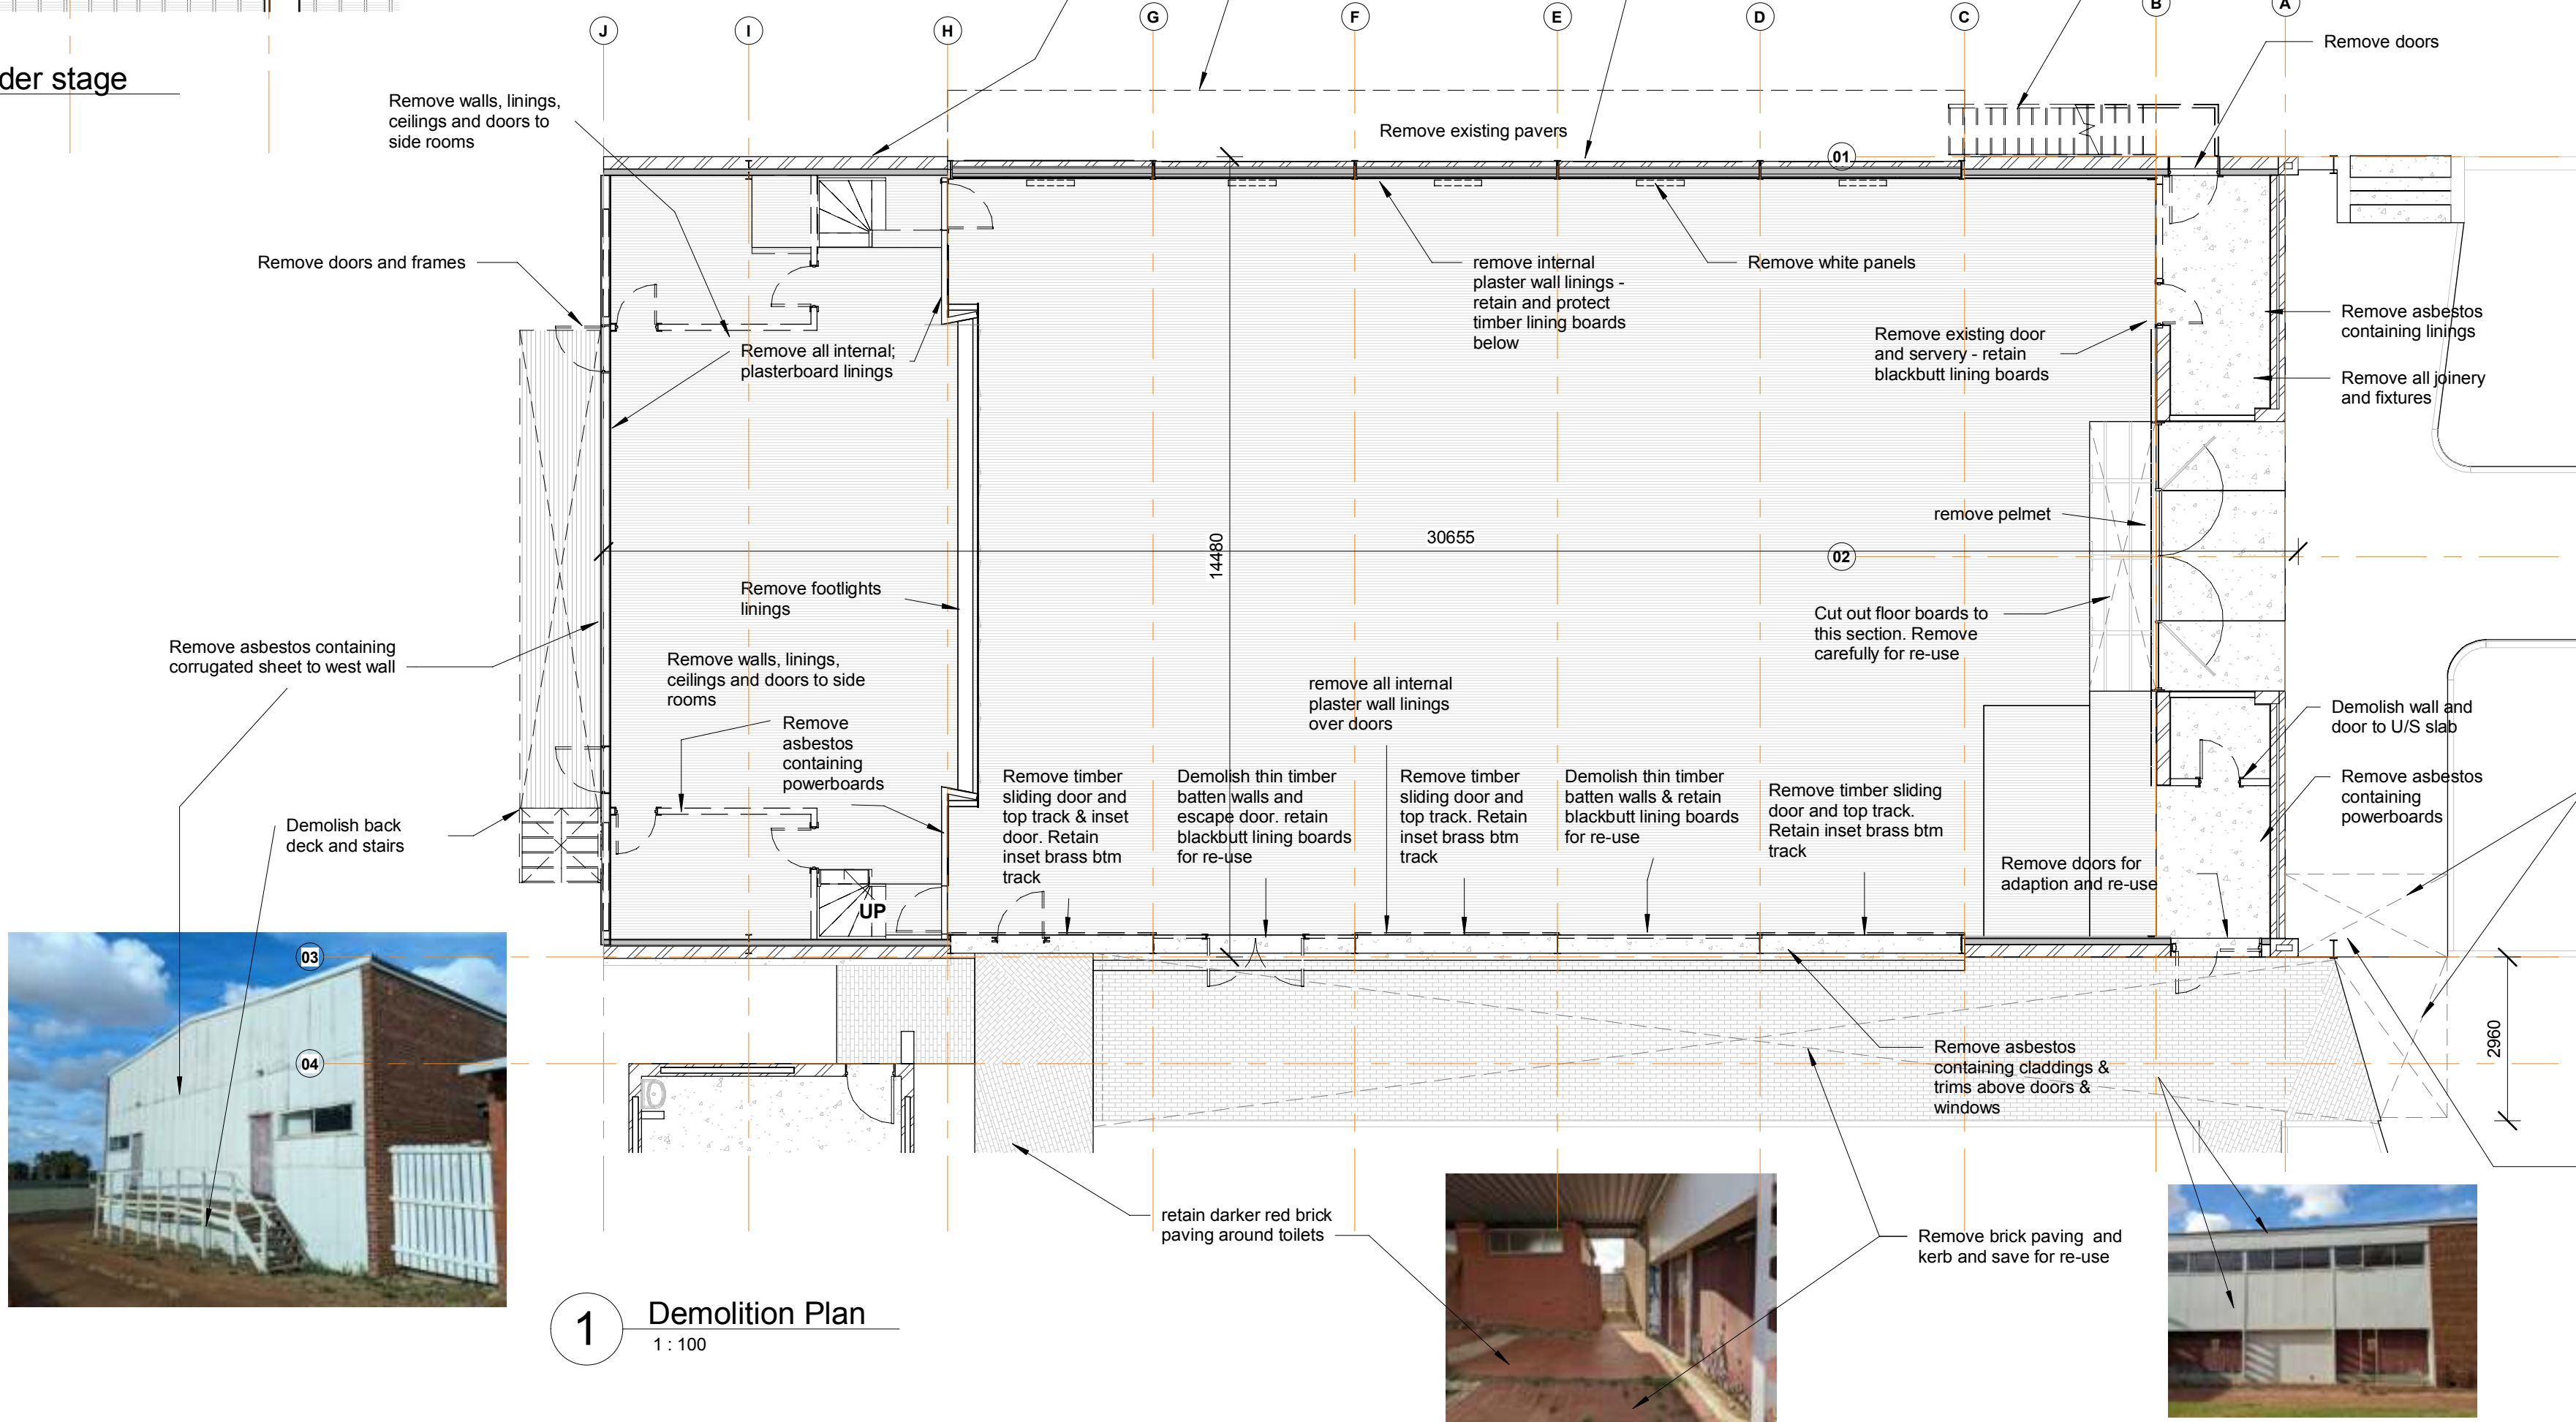 B
A
G
F
E
D
C
J
I
H
Remove doors
der stage
Remove walls, linings,
ceilings and doors to
side rooms
Remove existing pavers
01
Remove doors and frames
remove internal
plaster wall linings -
retain and protect
timber lining boards
below
Remove white panels
Remove asbestos
containing linings
Remove existing door
and servery - retain
blackbutt lining boards
Remove all internal;
plasterboard linings
Remove all joinery
and fixtures
remove pelmet
30655
14480
02
Remove footlights
linings
Cut out floor boards to
this section. Remove
carefully for re-use
Remove asbestos containing
corrugated sheet to west wall
Remove walls, linings,
ceilings and doors to side
rooms
remove all internal
plaster wall linings
over doors
Demolish wall and
door to U/S slab
Remove
asbestos
containing
powerboards
Remove timber
sliding door and
top track & inset
door. Retain
inset brass btm
track
Demolish thin timber
batten walls and
escape door. retain
blackbutt lining boards
for re-use
Remove timber
sliding door and
top track. Retain
inset brass btm
track
Demolish thin timber
batten walls & retain
blackbutt lining boards
for re-use
Remove timber sliding
door and top track.
Retain inset brass btm
track
Remove asbestos
containing
powerboards
Demolish back
deck and stairs
Remove doors for
adaption and re-use
UP
03
04
2960
Remove asbestos
containing claddings &
trims above doors &
windows
retain darker red brick
paving around toilets
Remove brick paving and
kerb and save for re-use
1
Demolition Plan
1 : 100